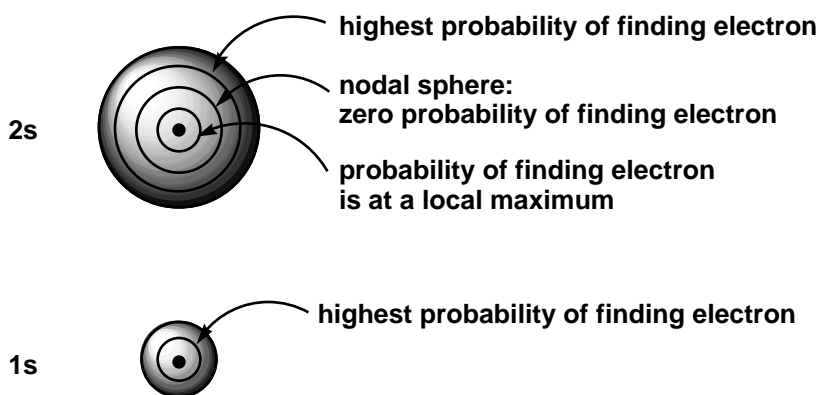 highest probability of finding electron
nodal sphere:
zero probability of finding electron
2s
probability of finding electron
is at a local maximum
highest probability of finding electron
1s